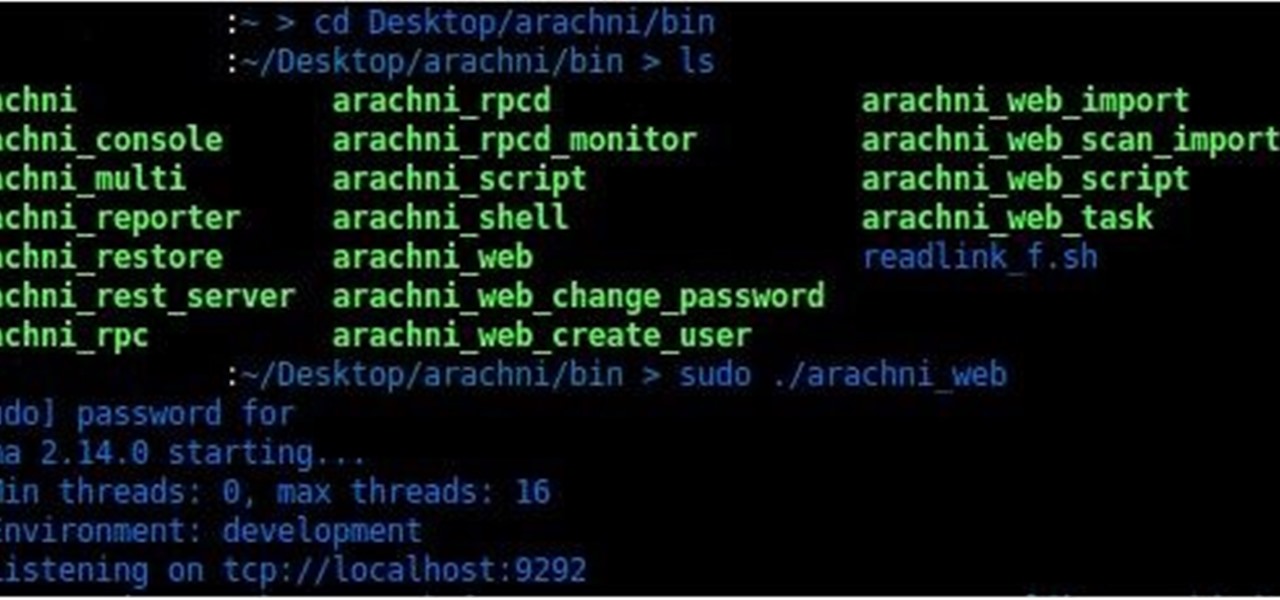 :~ > cd Desktop/arachni/bin
:~/Desktop/arachni/bin > ls
achni arachni_rpcd arachni_web_import
achni_console arachni_rpcd_monitor arachni_web_scan_import
achni_multi arachni_script arachni_web_script
achni_reporter arachni_shell arachni_web_task
achni_restore arachni_web readlink_f.sh
achni_rest_server arachni_web_change_password
achni_rpc arachni_web_create_user
:~/Desktop/arachni/bin > sudo ./arachni_web
udo] password for
ma 2.14.0 starting...
Min threads: 0, max threads: 16
Environment: development
Listening on tcp://localhost:9292